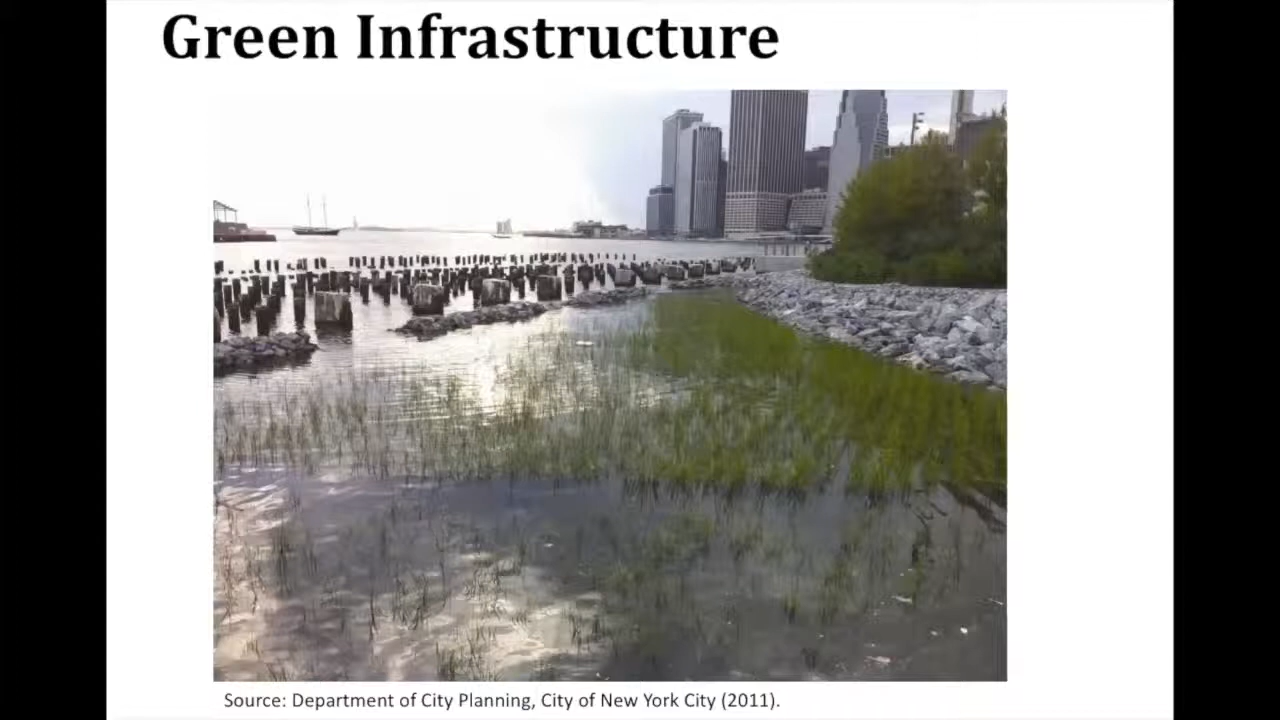 Green Infrastructure
Source: Department of City Planning, City of New York City (2011).